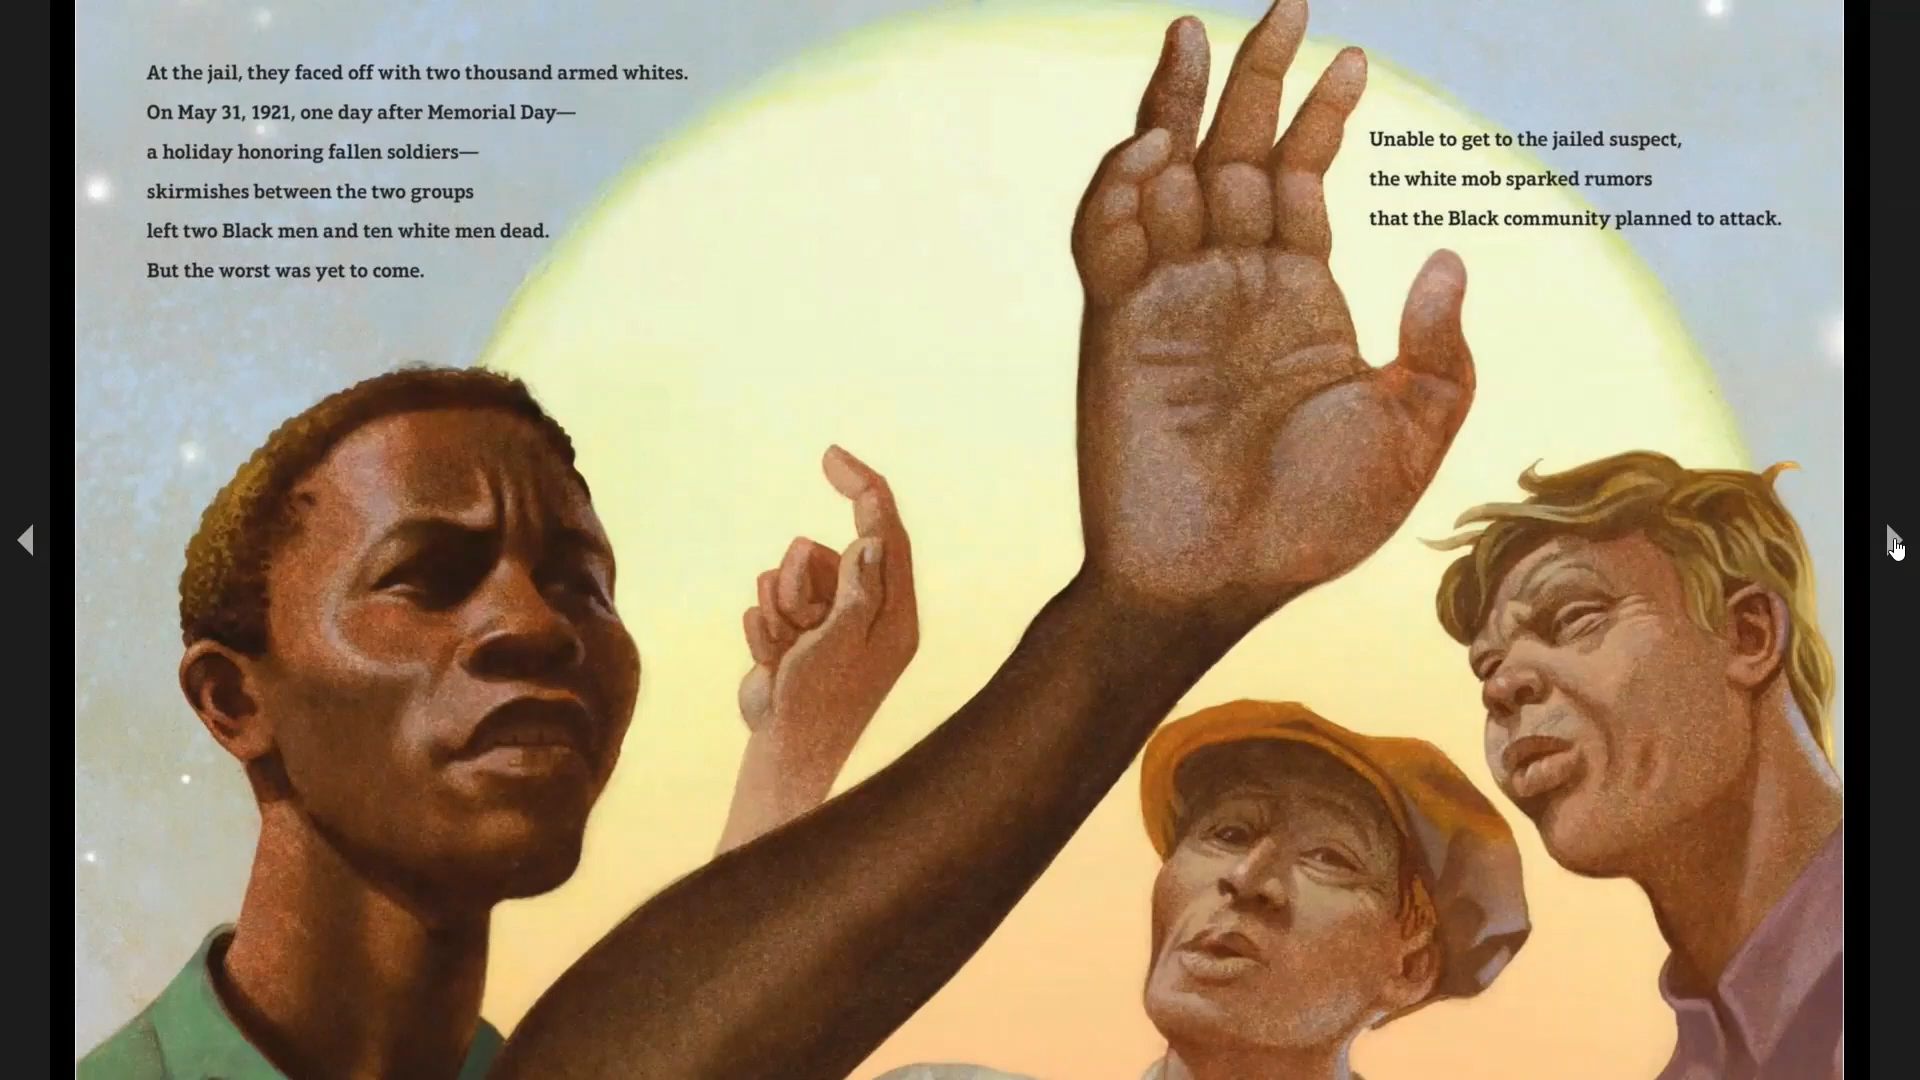 At the jail, they faced off with two thousand armed whites.
On May 31, 1921, one day after Memorial Day—
a holiday honoring fallen soldiers—
skirmishes between the two groups
left two Black men and ten white men dead.
But the worst was yet to come.
Unable to get to the jailed suspect,
the white mob sparked rumors
that the Black community planned to attack.